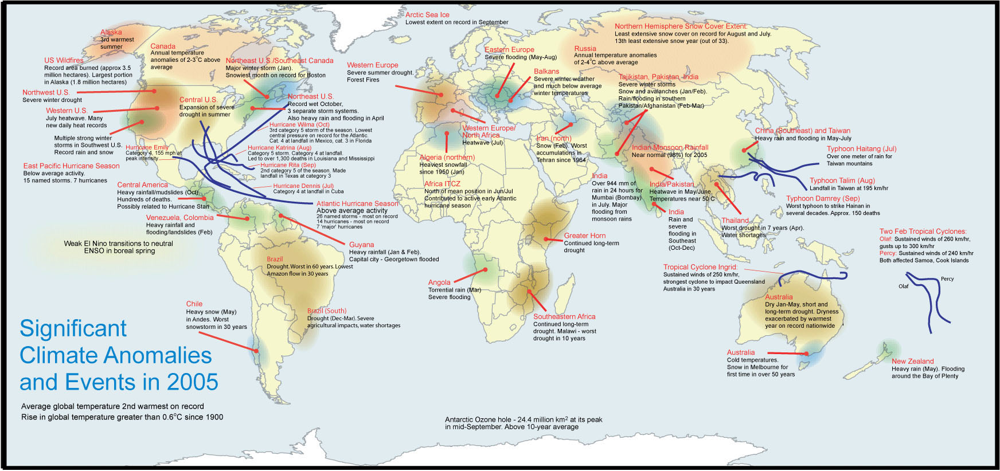 Arctic Sea Ice
Lowest extent on record in September
Northern Hemisphere Snow Cover Extent:
Least extensive snow cover on record for August and July.
13th least extensive snow year (out of 33).
Alaska
3rd warmest
summer
Canada
Annual temperature
anomalies of 2-3°C above
average
US Wildfires
Record area burned (approx 3.5
million hectares). Largest portion
in Alaska (1.8 million hectares)
Northeast U.S./Southeast Canada
Major winter storm (Jan).
Snowiest month on record for Boston
Western Europe
Severe summer drought.
Forest Fires
Eastern Europe
Severe flooding (May-Aug)
Russia
Annual temperature anomalies
of 2-4°C above average
Balkans
Severe winter weather
and much below average
winter temperatures
Tajikistan, Pakistan, India
Severe winter storms
Snow and avalanches (Jan/Feb).
Rain/flooding in southern
Pakistan/Afghanistan (Feb-Mar)
Northwest U.S.
Severe winter drought
Western U.S.
July heatwave. Many
new daily heat records
Central U.S.
Expansion of severe
drought in summer
Northeast U.S.
Record wet October,
3 separate storm systems.
Also heavy rain and flooding in April
Multiple strong winter
storms in Southwest U.S.
Record rain and snow
Hurricane Wilma (Oct)
3rd category 5 storm of the season. Lowest
central pressure on record for the Atlantic.
Cat. 4 at landfall in Mexico, cat. 3 in Florida
Hurricane Emily
Category 4, 155 mph at
peak intensity
Hurricane Katrina (Aug)
Category 5 storm. Category 4 at landfall.
Led to over 1,300 deaths in Louisiana and Mississippi
Hurricane Rita (Sep)
2nd category 5 of the season. Made
landfall in Texas at category 3
Hurricane Dennis (Jul)
Category 4 at landfall in Cuba
East Pacific Hurricane Season
Below average activity.
15 named storms. 7 hurricanes
Central America
Heavy rainfall/mudslides (Oct).
Hundreds of deaths.
Possibly related to Hurricane Stan
Atlantic Hurricane Season
Above average activity
26 named storms - most on record
14 hurricanes - most on record
7 'major' hurricanes
Venezuela, Colombia
Heavy rainfall and
flooding/landslides (Feb)
Weak El Nino transitions to neutral
ENSO in boreal spring
Guyana
Heavy rainfall (Jan & Feb).
Capital city - Georgetown flooded
Brazil
Drought. Worst in 60 years. Lowest
Amazon flow in 30 years
Brazil (South)
Drought (Dec-Mar). Severe
agricultural impacts, water shortages
Chile
Heavy snow (May)
in Andes. Worst
snowstorm in 30 years
Western Europe/
North Africa
Heatwave (Jul)
Algeria (northern)
Heaviest snowfall
since 1950 (Jan)
Africa ITCZ
North of mean position in Jun/Jul
Contributed to active early Atlantic
hurricane season
Iran (north)
Snow (Feb). Worst
accumulations in
Tehran since 1964
Indian Monsoon Rainfall
Near normal (98%) for 2005
India
Over 944 mm of
rain in 24 hours for
Mumbai (Bombay)
in July. Major
flooding from
monsoon rains
India/Pakistan
Heatwave in May/June.
Temperatures near 50°C
India
Rain and
severe
flooding in
Southeast
(Oct-Dec)
China (Southeast) and Taiwan
Heavy rain and flooding in May-July
Typhoon Haitang (Jul)
Over one meter of rain for
Taiwan mountains
Typhoon Talim (Aug)
Landfall in Taiwan at 195 km/hr
Typhoon Damrey (Sep)
Worst typhoon to strike Hainan in
several decades. Approx. 150 deaths
Thailand
Worst drought in 7 years (Apr).
Water shortages
Greater Horn
Continued long-term
drought
Angola
Torrential rain (Mar)
Severe flooding
Southeastern Africa
Continued long-term
drought. Malawi - worst
drought in 10 years
Two Feb Tropical Cyclones:
Olaf: Sustained winds of 260 km/hr,
gusts up to 300 km/hr
Percy: Sustained winds of 240 km/hr
Both affected Samoa, Cook Islands
Olaf
Percy
Tropical Cyclone Ingrid:
Sustained winds of 250 km/hr,
strongest cyclone to impact Queensland
Australia in 30 years
Australia
Dry Jan-May, short and
long-term drought. Dryness
exacerbated by warmest
year on record nationwide
Australia
Cold temperatures.
Snow in Melbourne for
first time in over 50 years
New Zealand
Heavy rain (May). Flooding
around the Bay of Plenty
Significant
Climate Anomalies
and Events in 2005
Average global temperature 2nd warmest on record
Rise in global temperature greater than 0.6°C since 1900
Antarctic Ozone hole - 24.4 million km² at its peak
in mid-September. Above 10-year average